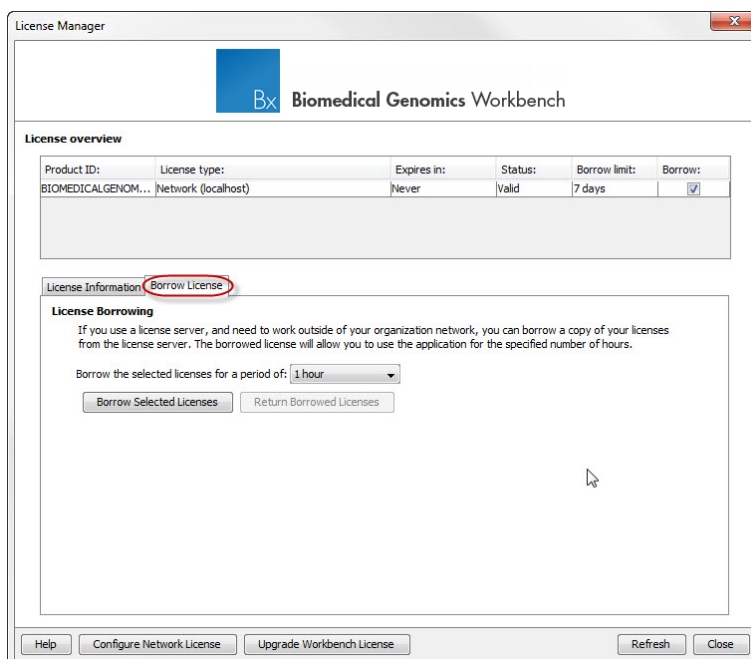 License Manager
Bx Biomedical Genomics Workbench
License overview
Product ID: License type: Expires in: Status: Borrow limit: Borrow:
BIOMEDICALGENOM... Network (localhost) Never Valid 7 days
License Information Borrow License
License Borrowing
If you use a license server, and need to work outside of your organization network, you can borrow a copy of your licenses
from the license server. The borrowed license will allow you to use the application for the specified number of hours.
Borrow the selected licenses for a period of: 1 hour
Borrow Selected Licenses Return Borrowed Licenses
Help Configure Network License Upgrade Workbench License Refresh Close